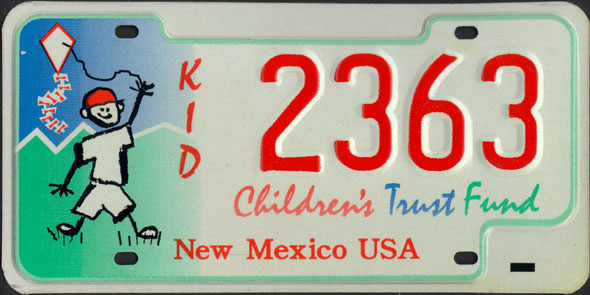 KID
2363
Children's Trust Fund
New Mexico USA